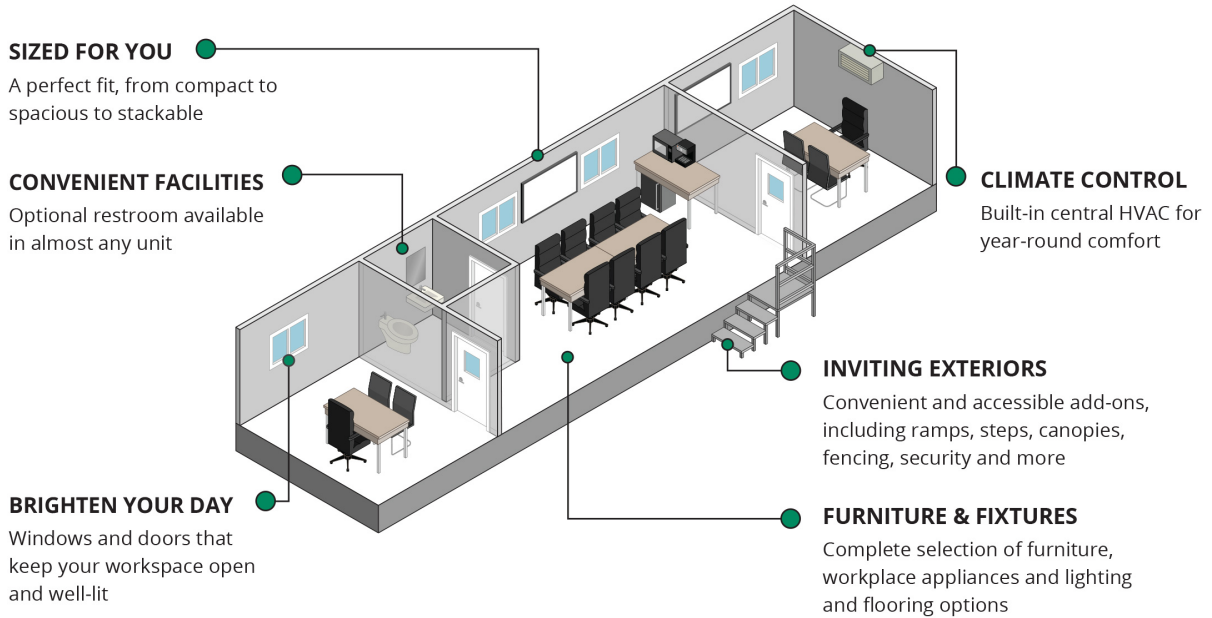 SIZED FOR YOU
A perfect fit, from compact to
spacious to stackable
CONVENIENT FACILITIES
Optional restroom available
in almost any unit
BRIGHTEN YOUR DAY
Windows and doors that
keep your workspace open
and well-lit
CLIMATE CONTROL
Built-in central HVAC for
year-round comfort
INVITING EXTERIORS
Convenient and accessible add-ons,
including ramps, steps, canopies,
fencing, security and more
FURNITURE & FIXTURES
Complete selection of furniture,
workplace appliances and lighting
and flooring options